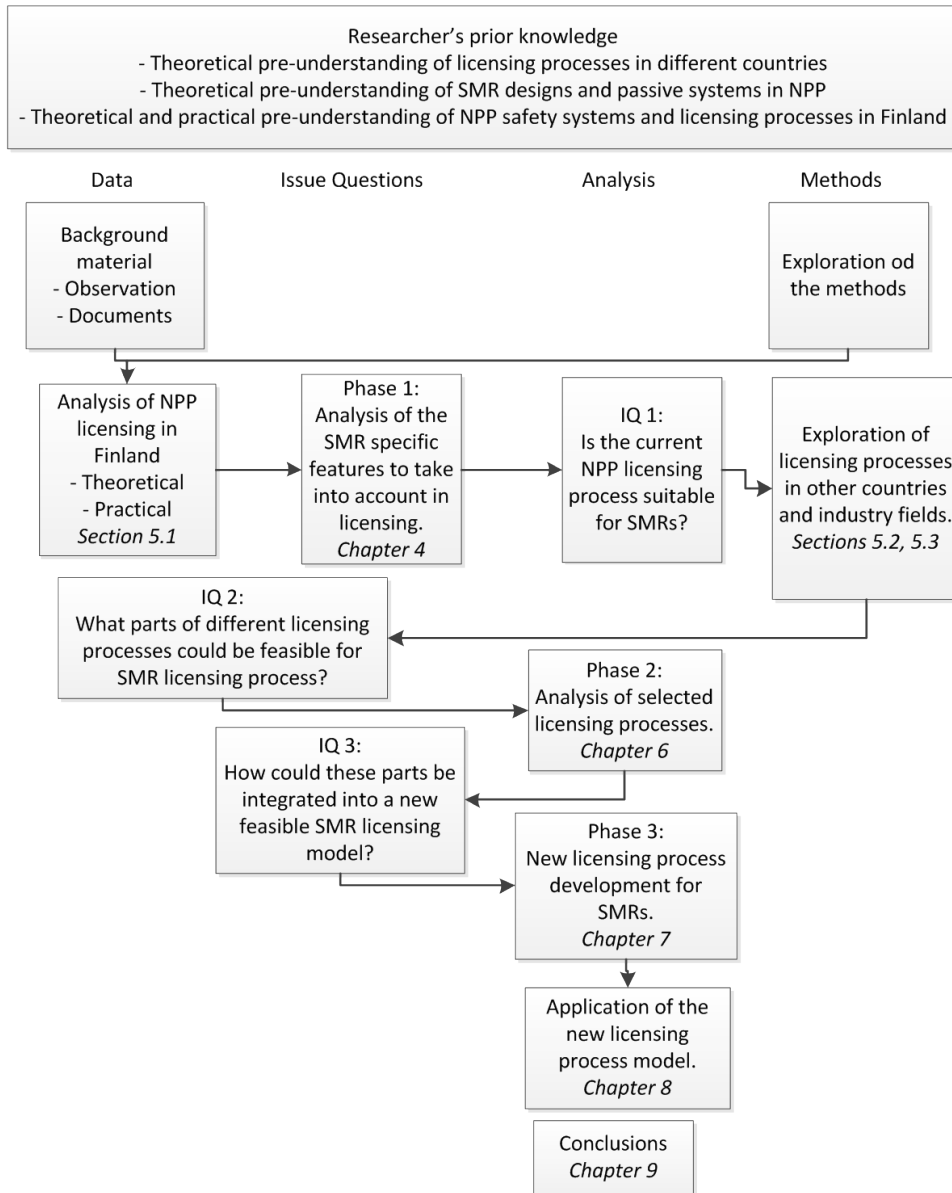 Researcher's prior knowledge
- Theoretical pre-understanding of licensing processes in different countries
- Theoretical pre-understanding of SMR designs and passive systems in NPP
- Theoretical and practical pre-understanding of NPP safety systems and licensing processes in Finland
Data
Issue Questions
Analysis
Methods
Background
material
- Observation
- Documents
Exploration od
the methods
Analysis of NPP
licensing in
Finland
- Theoretical
- Practical
Section 5.1
Phase 1:
Analysis of the
SMR specific
features to take
into account in
licensing.
Chapter 4
IQ 1:
Is the current
NPP licensing
process suitable
for SMRs?
Exploration of
licensing processes
in other countries
and industry fields.
Sections 5.2, 5.3
IQ 2:
What parts of different licensing
processes could be feasible for
SMR licensing process?
Phase 2:
Analysis of selected
licensing processes.
Chapter 6
IQ 3:
How could these parts be
integrated into a new
feasible SMR licensing
model?
Phase 3:
New licensing process
development for
SMRs.
Chapter 7
Application of the
new licensing
process model.
Chapter 8
Conclusions
Chapter 9